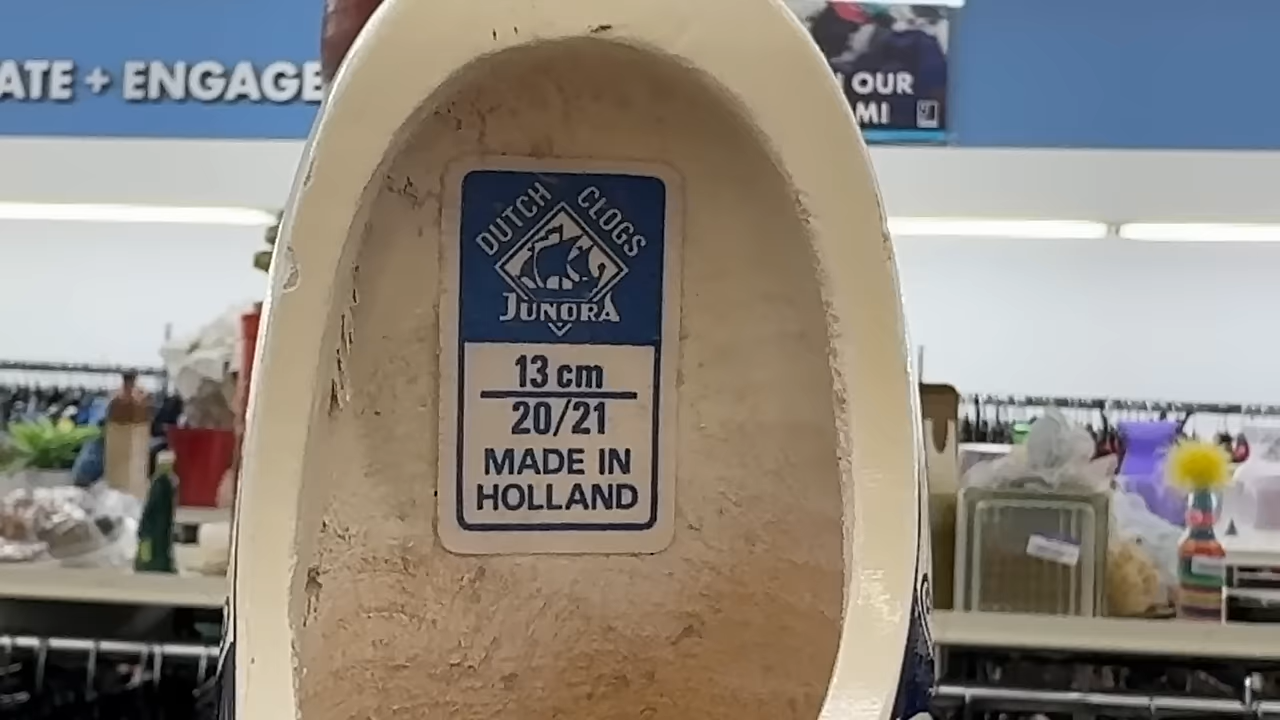 ATE + ENGAGE
OUR
MI
DUTCH CLOGS
JUNORA
13 cm
20/21
MADE IN
HOLLAND